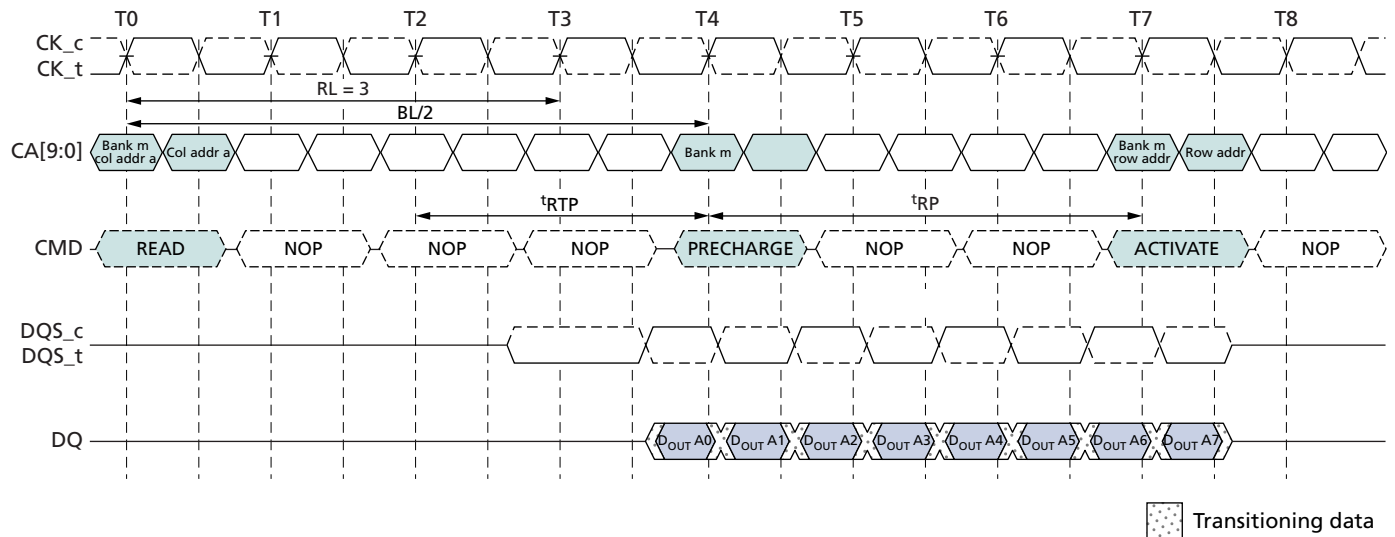 T0 T1 T2 T3 T4 T5 T6 T7 T8
CK_c
CK_t
RL = 3
BL/2
CA[9:0]
Bank m col addr a
Col addr a
Bank m
Bank m row addr
Row addr
tRTP
tRP
CMD
READ NOP NOP NOP PRECHARGE NOP NOP ACTIVATE NOP
DQS_c
DQS_t
DQ
DOUT A0 DOUT A1 DOUT A2 DOUT A3 DOUT A4 DOUT A5 DOUT A6 DOUT A7
Transitioning data